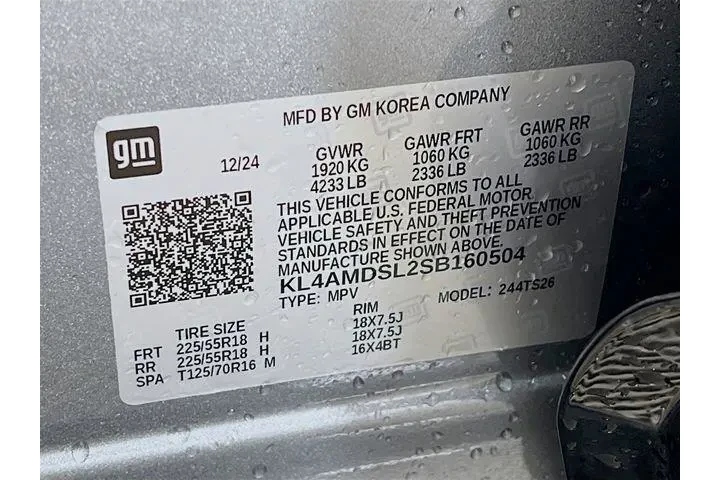 MFD BY GM KOREA COMPANY
gm
12/24
GVWR GAWR FRT GAWR RR
1920 KG 1060 KG 1060 KG
4233 LB 2336 LB 2336 LB
THIS VEHICLE CONFORMS TO ALL
APPLICABLE U.S. FEDERAL MOTOR
VEHICLE SAFETY AND THEFT PREVENTION
STANDARDS IN EFFECT ON THE DATE OF
MANUFACTURE SHOWN ABOVE.
KL4AMDSL2SB160504
TYPE: MPV MODEL: 244TS26
TIRE SIZE RIM
FRT 225/55R18 H 18X7.5J
RR 225/55R18 H 18X7.5J
SPA T125/70R16 M 16X4BT